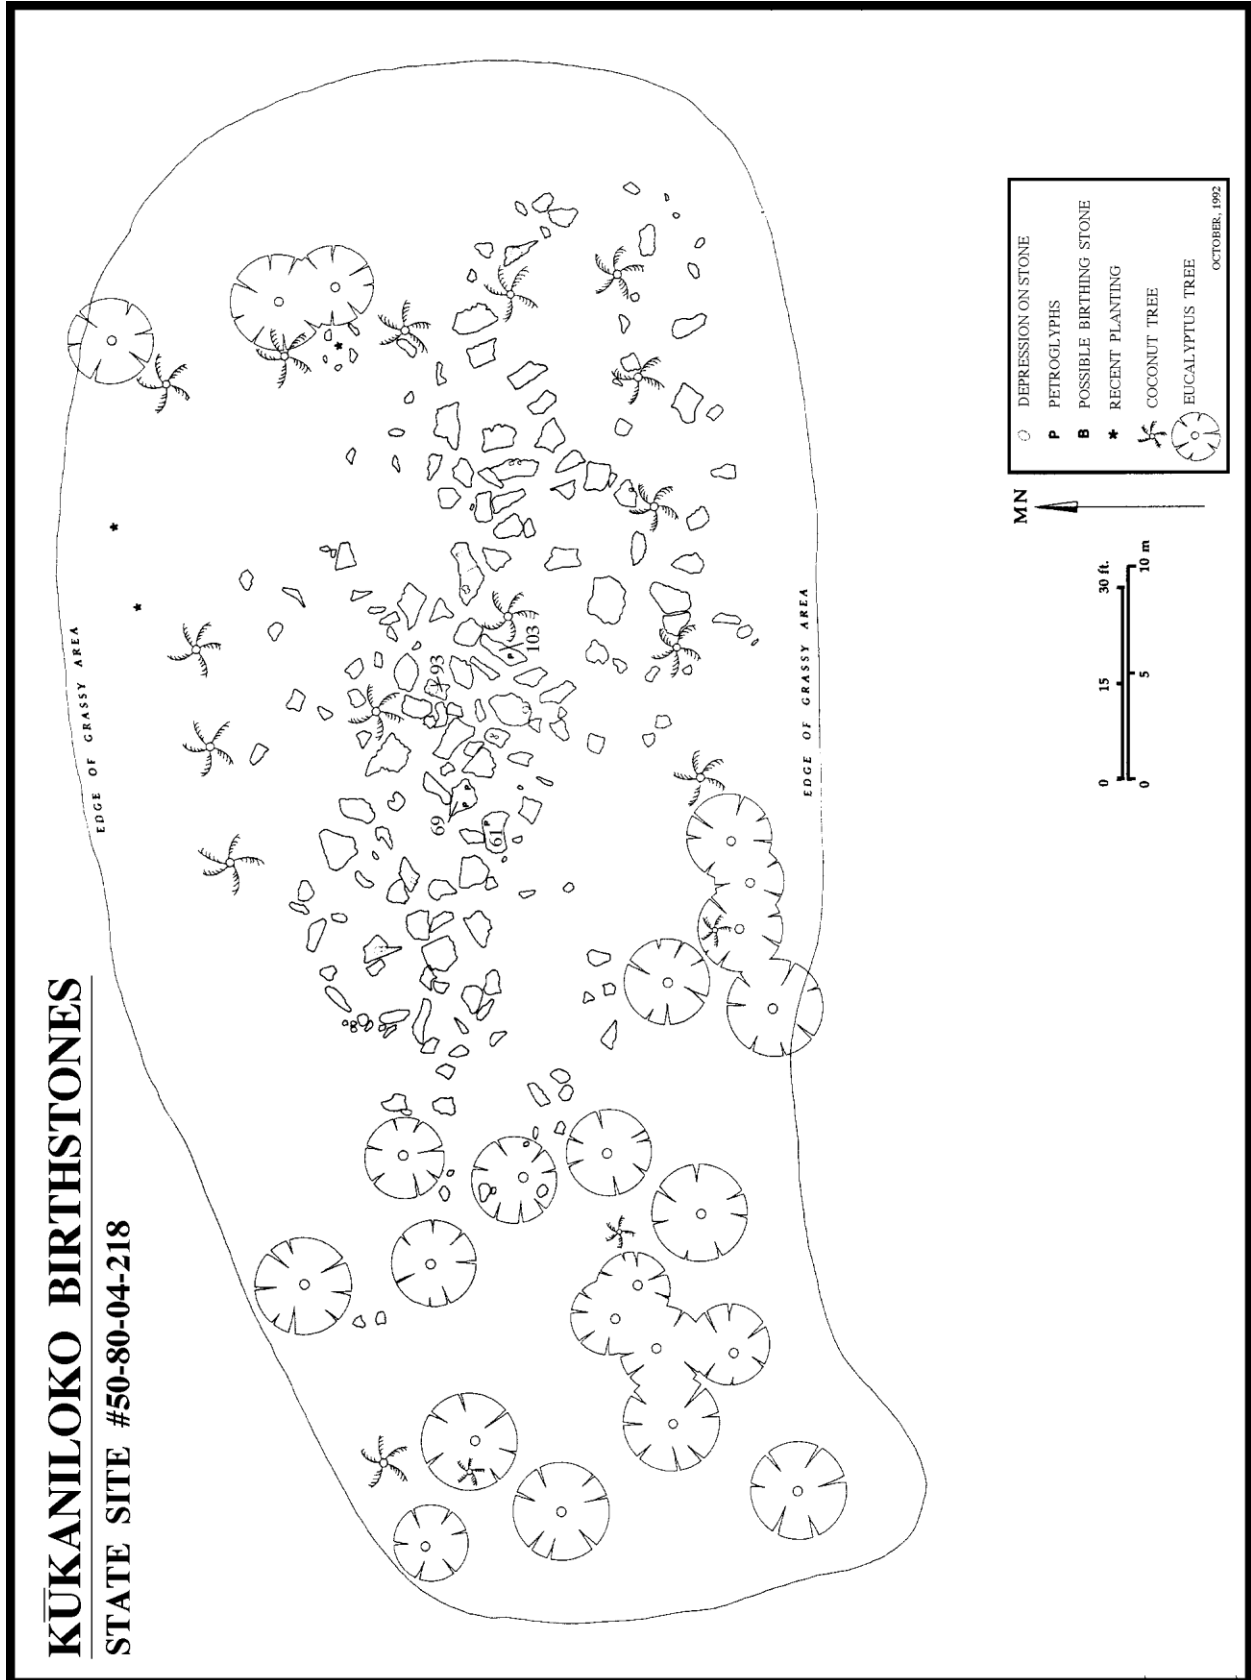 KŪKANILOKO BIRTHSTONES
STATE SITE #50-80-04-218
EDGE OF GRASSY AREA
69
93
61
103
P
P
P
P
EDGE OF GRASSY AREA
0 15 30 ft.
0 5 10 m
MN
DEPRESSION ON STONE
P PETROGLYPHS
B POSSIBLE BIRTHING STONE
* RECENT PLANTING
COCONUT TREE
EUCALYPTUS TREE
OCTOBER, 1992